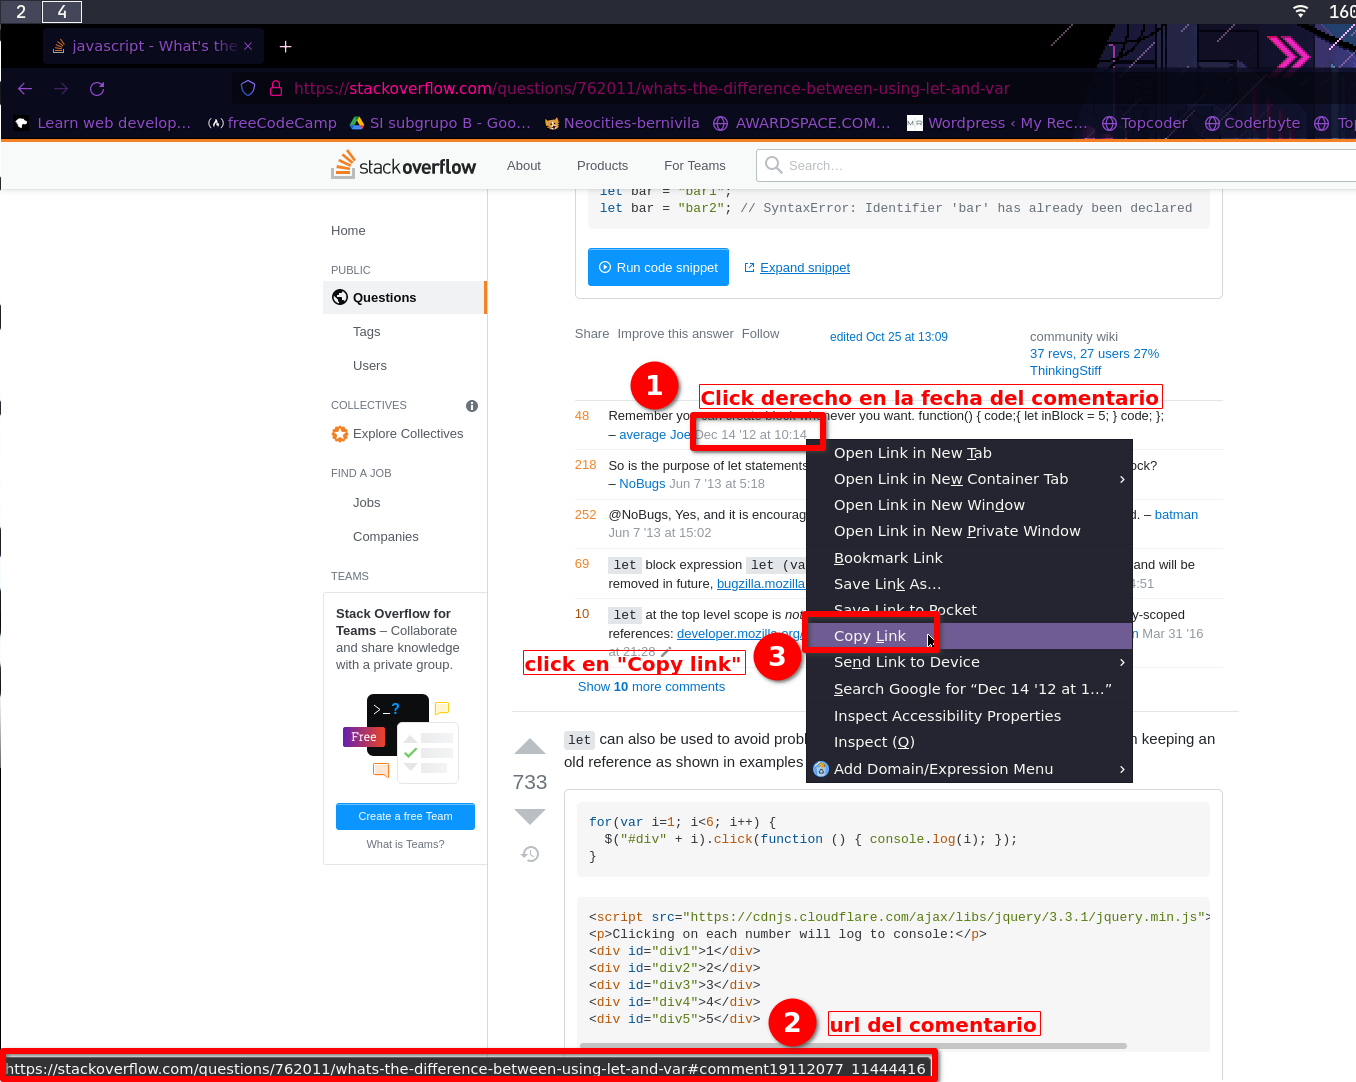 2 4 160
javascript - What's the
https://stackoverflow.com/questions/762011/whats-the-difference-between-using-let-and-var
Learn web develop… freeCodeCamp SI subgrupo B - Goo… Neocities-bernivila AWARDSPACE.COM… Wordpress ‹ My Rec… Topcoder Coderbyte To
stackoverflow About Products For Teams Search…
let bar = "bar1";
let bar = "bar2"; // SyntaxError: Identifier 'bar' has already been declared
Run code snippet Expand snippet
Home
PUBLIC
Questions
Tags
Users
COLLECTIVES
Explore Collectives
FIND A JOB
Jobs
Companies
TEAMS
Stack Overflow for
Teams – Collaborate
and share knowledge
with a private group.
>_?
Free
Create a free Team
What is Teams?
Share Improve this answer Follow edited Oct 25 at 13:09 community wiki
37 revs, 27 users 27%
ThinkingStiff
1 Click derecho en la fecha del comentario
48 Remember you can create block whenever you want. function() { code;{ let inBlock = 5; } code; };
– average Joe Dec 14 '12 at 10:14
218 So is the purpose of let statements ck?
– NoBugs Jun 7 '13 at 5:18
252 @NoBugs, Yes, and it is encourag d. – batman
Jun 7 '13 at 15:02
69 let block expression let (va and will be
removed in future, bugzilla.mozilla 4:51
10 let at the top level scope is not y-scoped
references: developer.mozilla.org/ n Mar 31 '16
at 21:28
click en "Copy link" 3
Show 10 more comments
Open Link in New Tab
Open Link in New Container Tab
Open Link in New Window
Open Link in New Private Window
Bookmark Link
Save Link As…
Save Link to Pocket
Copy Link
Send Link to Device
Search Google for “Dec 14 '12 at 1…”
Inspect Accessibility Properties
Inspect (Q)
Add Domain/Expression Menu
733
let can also be used to avoid probl n keeping an
old reference as shown in examples
for(var i=1; i<6; i++) {
$("#div" + i).click(function () { console.log(i); });
}
<script src="https://cdnjs.cloudflare.com/ajax/libs/jquery/3.3.1/jquery.min.js">
<p>Clicking on each number will log to console:</p>
<div id="div1">1</div>
<div id="div2">2</div>
<div id="div3">3</div>
<div id="div4">4</div>
<div id="div5">5</div>
2 url del comentario
https://stackoverflow.com/questions/762011/whats-the-difference-between-using-let-and-var#comment19112077_11444416